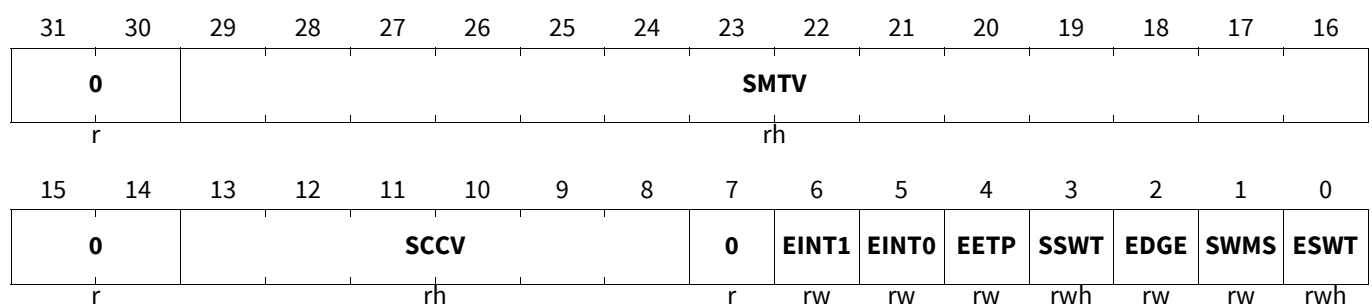 31 30 29 28 27 26 25 24 23 22 21 20 19 18 17 16
0 SMTV
r rh
15 14 13 12 11 10 9 8 7 6 5 4 3 2 1 0
0 SCCV 0 EINT1 EINT0 EETP SSWT EDGE SWMS ESWT
r rh r rw rw rw rwh rw rw rwh